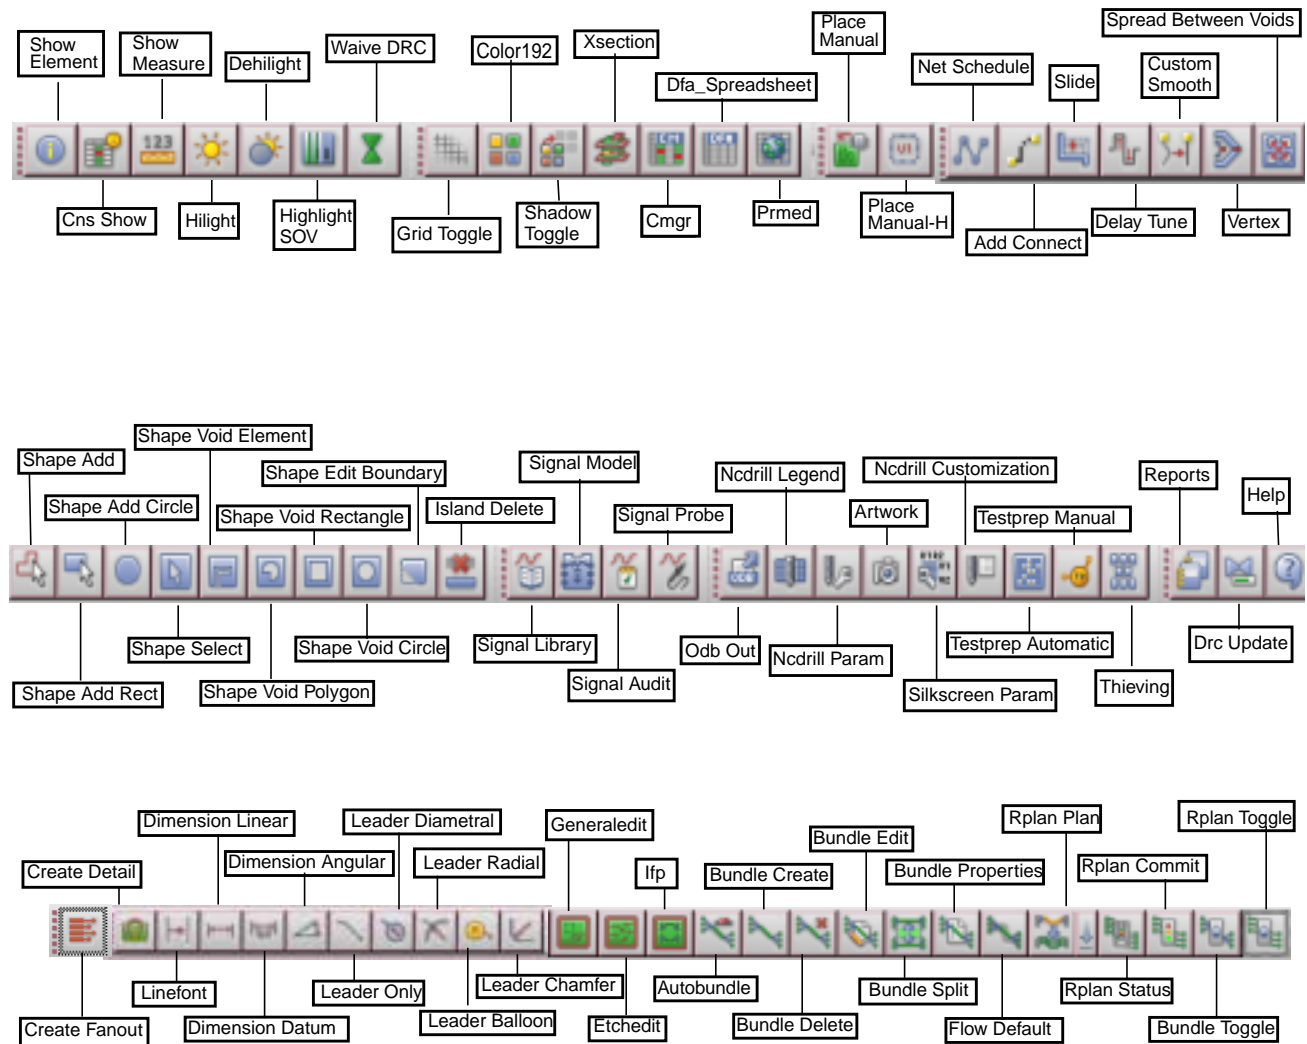 Show
Element
Show
Measure
Dehilight
Waive DRC
Color192
Xsection
Dfa_Spreadsheet
Place
Manual
Net Schedule
Slide
Custom
Smooth
Spread Between Voids
123
UI
Cns Show
Hilight
Highlight
SOV
Grid Toggle
Shadow
Toggle
Cmgr
Prmed
Place
Manual-H
Add Connect
Delay Tune
Vertex
Shape Add
Shape Add Circle
Shape Void Element
Shape Void Rectangle
Shape Edit Boundary
Island Delete
Signal Model
Signal Probe
Ncdrill Legend
Artwork
Ncdrill Customization
Testprep Manual
Reports
Help
Shape Add Rect
Shape Select
Shape Void Polygon
Shape Void Circle
Signal Library
Signal Audit
Odb Out
Ncdrill Param
Silkscreen Param
Testprep Automatic
Thieving
Drc Update
Create Detail
Dimension Linear
Dimension Angular
Leader Diametral
Leader Radial
Generaledit
Ifp
Bundle Create
Bundle Edit
Bundle Properties
Rplan Plan
Rplan Commit
Rplan Toggle
Create Fanout
Linefont
Dimension Datum
Leader Only
Leader Balloon
Leader Chamfer
Etchedit
Autobundle
Bundle Delete
Bundle Split
Flow Default
Rplan Status
Bundle Toggle